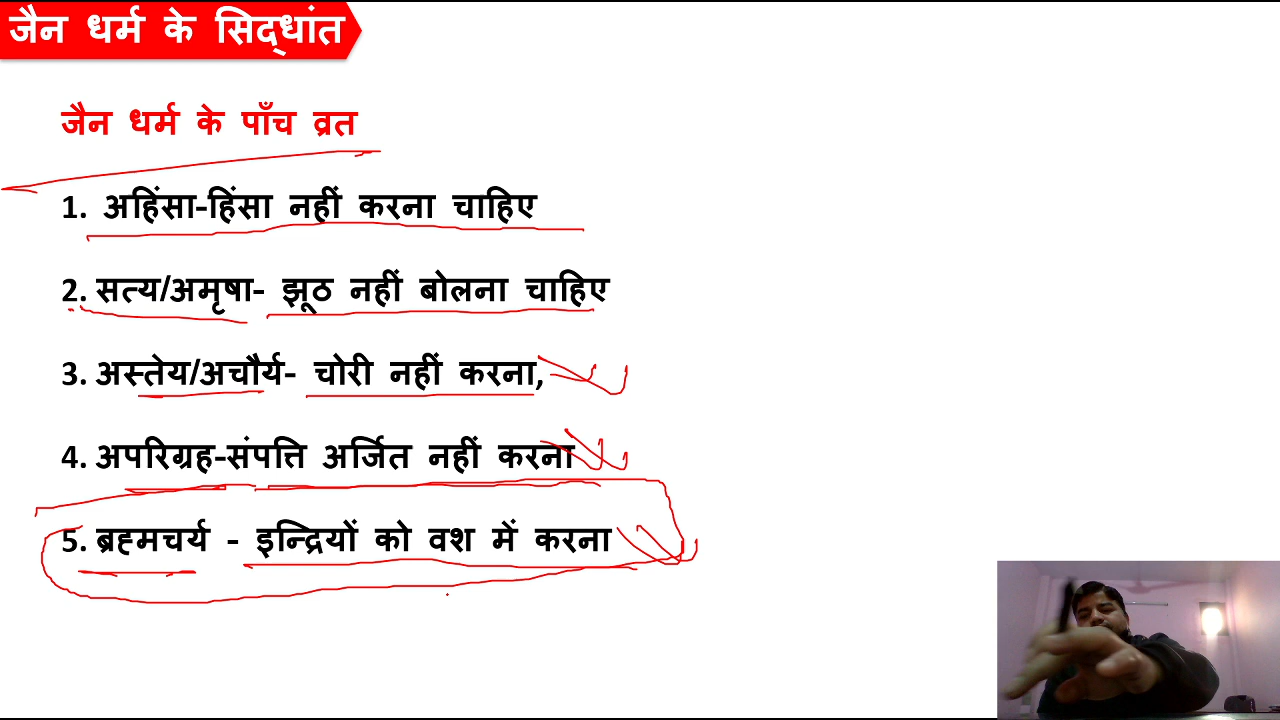 जैन धर्म के सिद्धांत
जैन धर्म के पाँच व्रत
1. अहिंसा-हिंसा नहीं करना चाहिए
2. सत्य/अमृषा- झूठ नहीं बोलना चाहिए
3. अस्तेय/अचौर्य- चोरी नहीं करना,
4. अपरिग्रह-संपत्ति अर्जित नहीं करना
5. ब्रह्मचर्य - इन्द्रियों को वश में करना